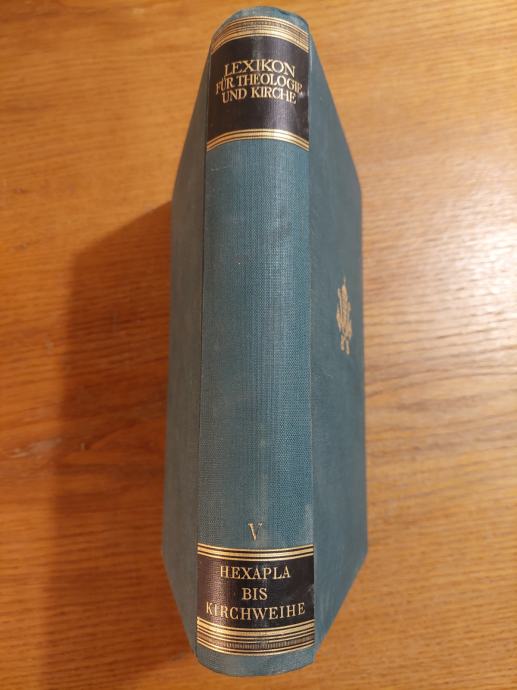 LEXIKON
FÜR THEOLOGIE
UND KIRCHE
V
HEXAPLA
BIS
KIRCHWEIHE